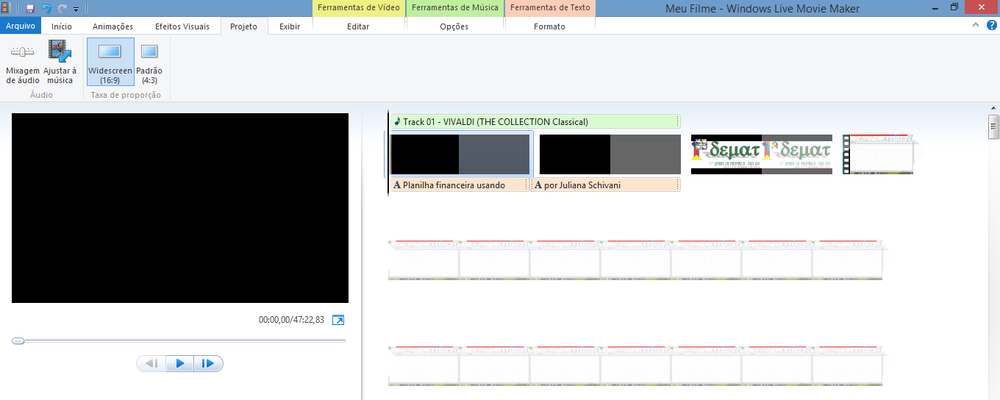 Ferramentas de Vídeo Ferramentas de Música Ferramentas de Texto Meu Filme - Windows Live Movie Maker
Arquivo Início Animações Efeitos Visuais Projeto Exibir Editar Opções Formato
Mixagem de áudio
Ajustar à música
Widescreen (16:9)
Padrão (4:3)
Áudio Taxa de proporção
Track 01 - VIVALDI (THE COLLECTION Classical)
δεματ δεματ
A Planilha financeira usando A por Juliana Schivani
00:00,00/47:22,83